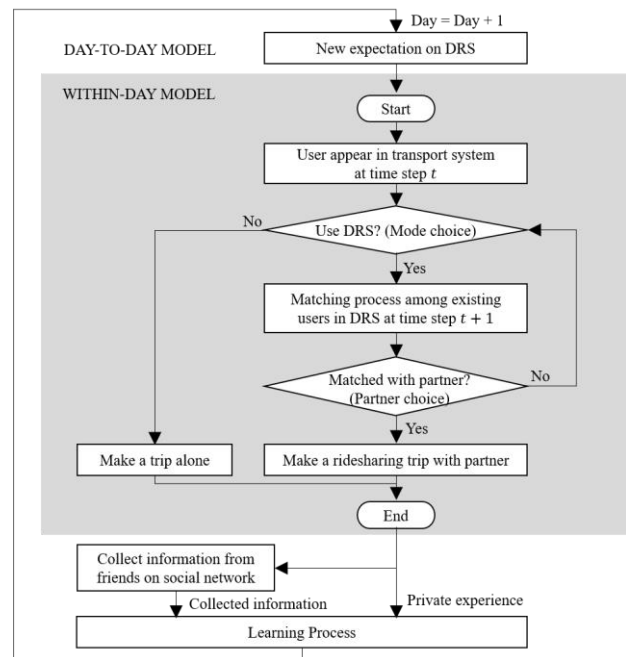 Day = Day + 1
DAY-TO-DAY MODEL
New expectation on DRS
WITHIN-DAY MODEL
Start
User appear in transport system
at time step t
No
Use DRS? (Mode choice)
Yes
Matching process among existing
users in DRS at time step t + 1
Matched with partner?
(Partner choice)
No
Yes
Make a trip alone
Make a ridesharing trip with partner
End
Collect information from
friends on social network
Collected information
Private experience
Learning Process